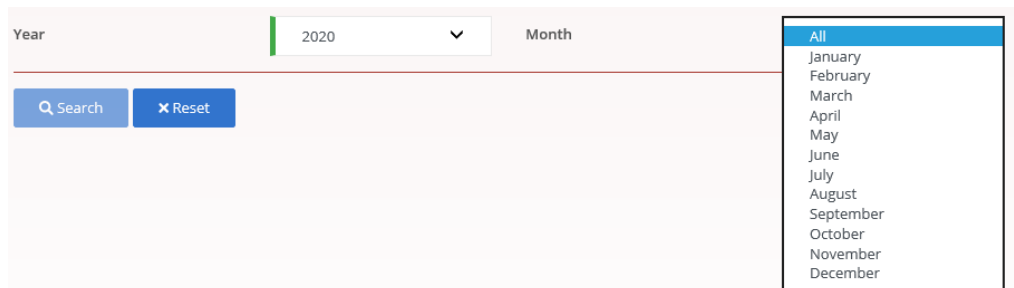 Year 2020 Month
Search Reset
All
January
February
March
April
May
June
July
August
September
October
November
December